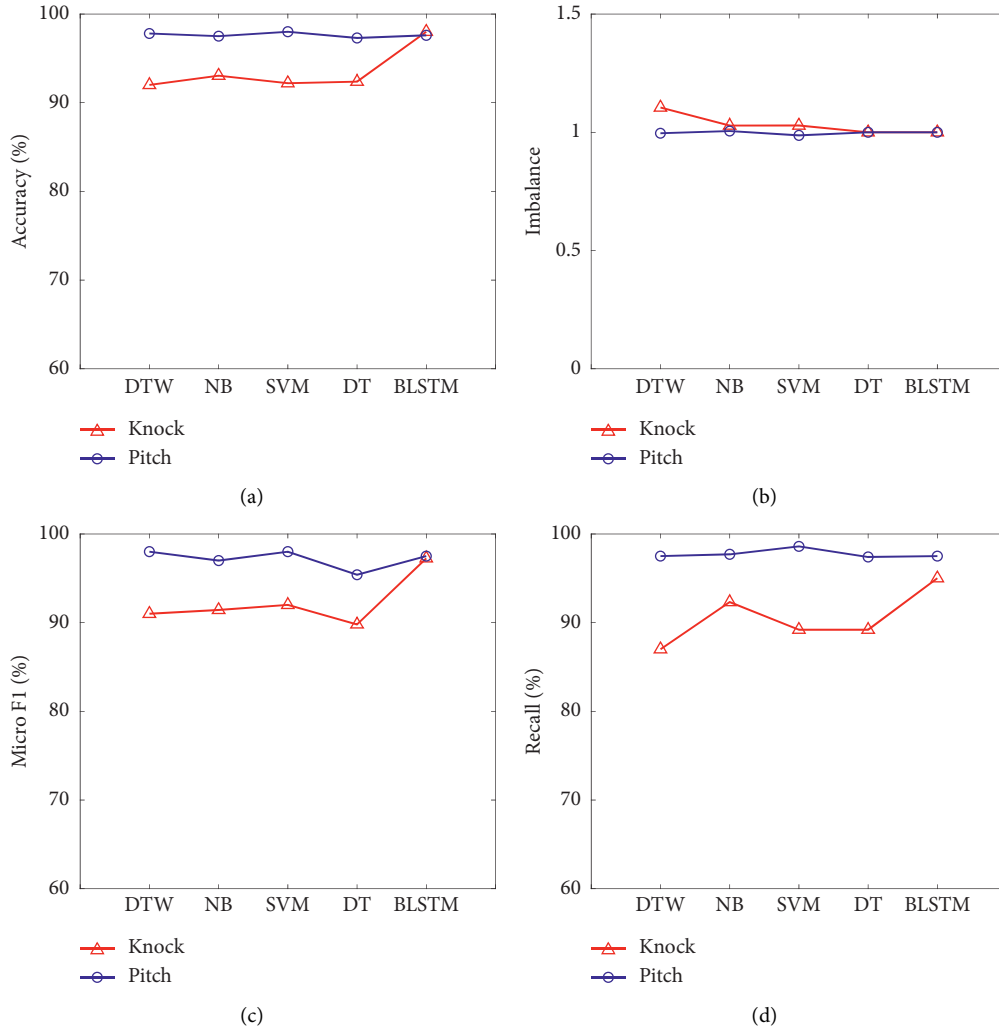 Accuracy (%)
100
90
80
70
60
DTW NB SVM DT BLSTM
Knock
Pitch
(a)
Imbalance
1.5
1
0.5
0
DTW NB SVM DT BLSTM
Knock
Pitch
(b)
Micro F1 (%)
100
90
80
70
60
DTW NB SVM DT BLSTM
Knock
Pitch
(c)
Recall (%)
100
90
80
70
60
DTW NB SVM DT BLSTM
Knock
Pitch
(d)